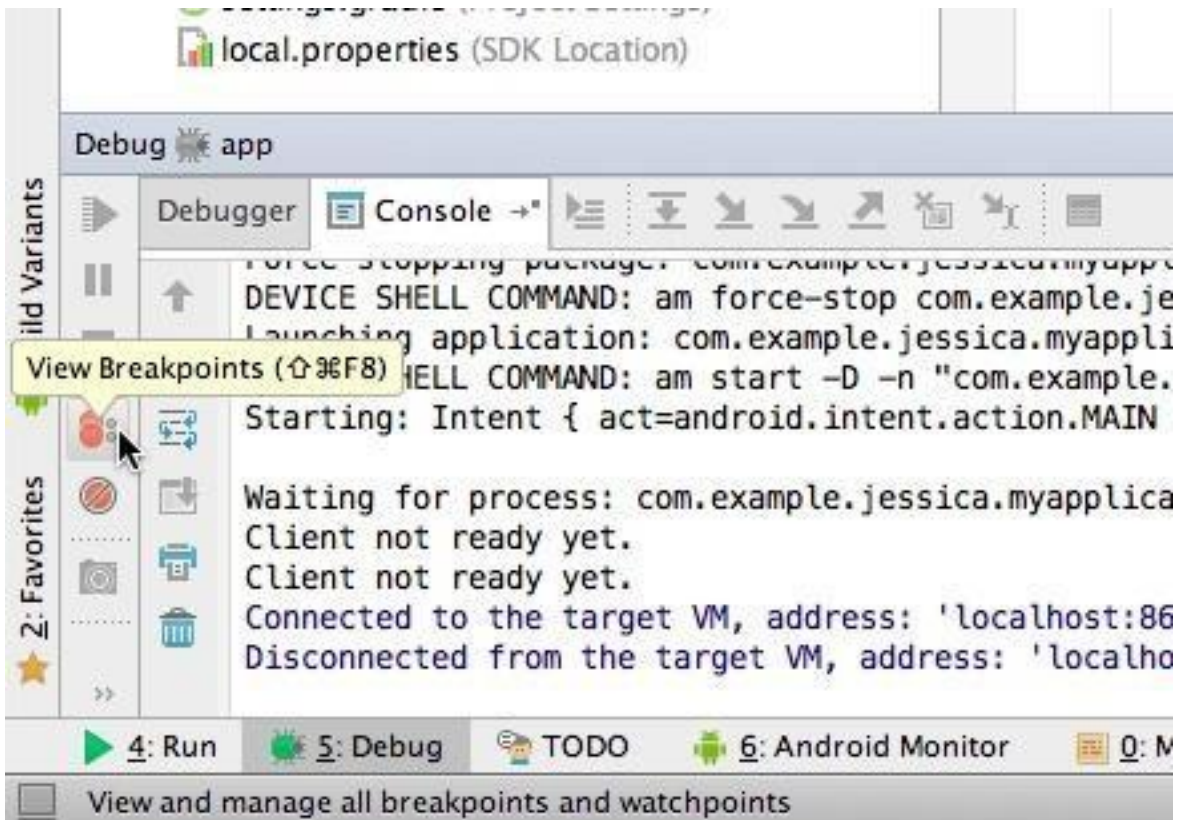 local.properties (SDK Location)
Debug app
Debugger Console
DEVICE SHELL COMMAND: am force-stop com.example.je
Launching application: com.example.jessica.myappli
View Breakpoints (⇧⌘F8)
HELL COMMAND: am start -D -n "com.example.
Starting: Intent { act=android.intent.action.MAIN
Waiting for process: com.example.jessica.myapplica
Client not ready yet.
Client not ready yet.
Connected to the target VM, address: 'localhost:86
Disconnected from the target VM, address: 'localho
ild Variants
2: Favorites
4: Run 5: Debug TODO 6: Android Monitor 0: M
View and manage all breakpoints and watchpoints